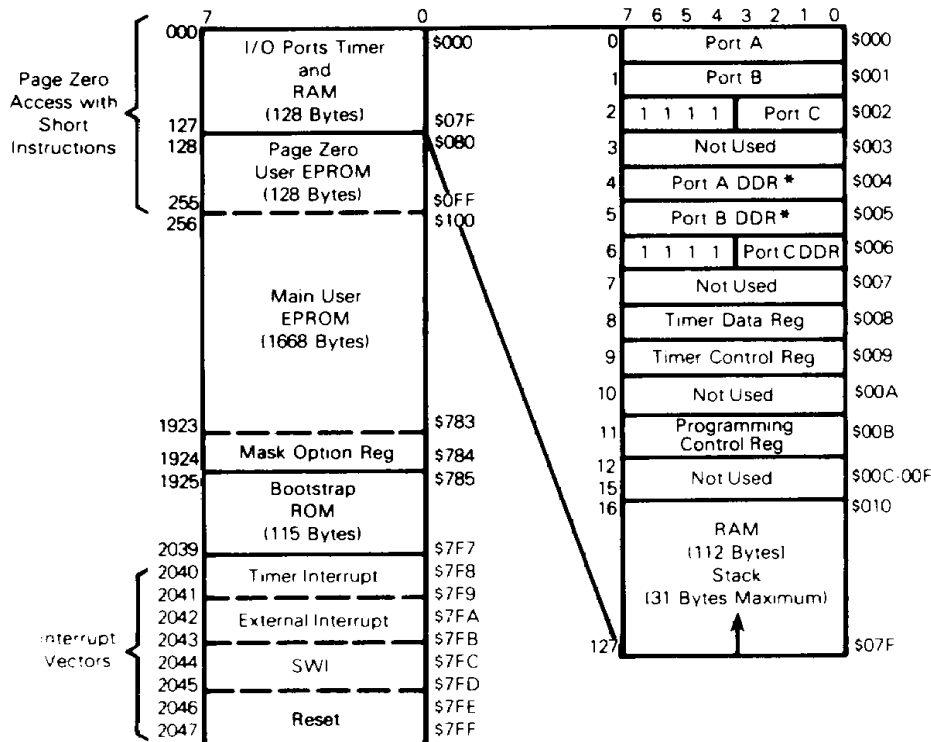 7 0
Page Zero
Access with
Short
Instructions
000
I/O Ports Timer
and
RAM
(128 Bytes)
$000
127
$07F
128
$080
Page Zero
User EPROM
(128 Bytes)
255
$0FF
256
$100
Main User
EPROM
(1668 Bytes)
1923
$783
1924
Mask Option Reg
$784
1925
$785
Bootstrap
ROM
(115 Bytes)
2039
$7F7
Interrupt
Vectors
2040
Timer Interrupt
$7F8
2041
$7F9
2042
External Interrupt
$7FA
2043
$7FB
2044
SWI
$7FC
2045
$7FD
2046
Reset
$7FE
2047
$7FF
7 6 5 4 3 2 1 0
0 Port A $000
1 Port B $001
2 1 1 1 1 Port C $002
3 Not Used $003
4 Port A DDR* $004
5 Port B DDR* $005
6 1 1 1 1 Port C DDR $006
7 Not Used $007
8 Timer Data Reg $008
9 Timer Control Reg $009
10 Not Used $00A
11 Programming
Control Reg $00B
12
15 Not Used $00C-00F
16 $010
RAM
(112 Bytes)
Stack
(31 Bytes Maximum)
127 $07F